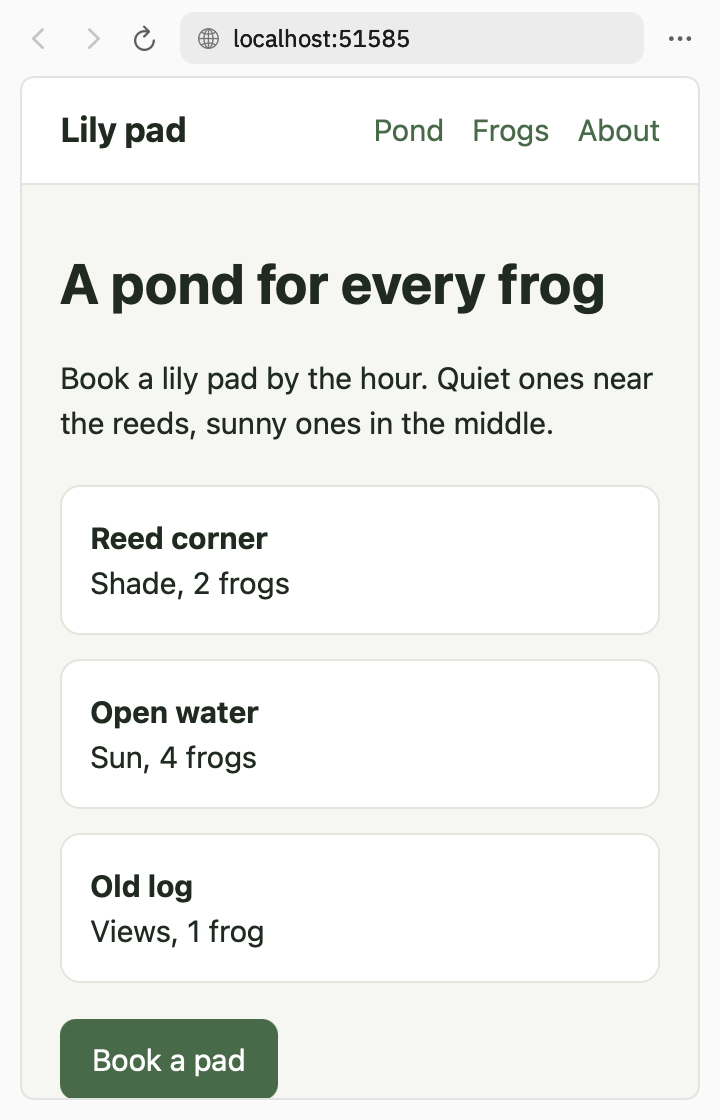 localhost:51585
Lily pad
Pond Frogs About
A pond for every frog
Book a lily pad by the hour. Quiet ones near
the reeds, sunny ones in the middle.
Reed corner
Shade, 2 frogs
Open water
Sun, 4 frogs
Old log
Views, 1 frog
Book a pad